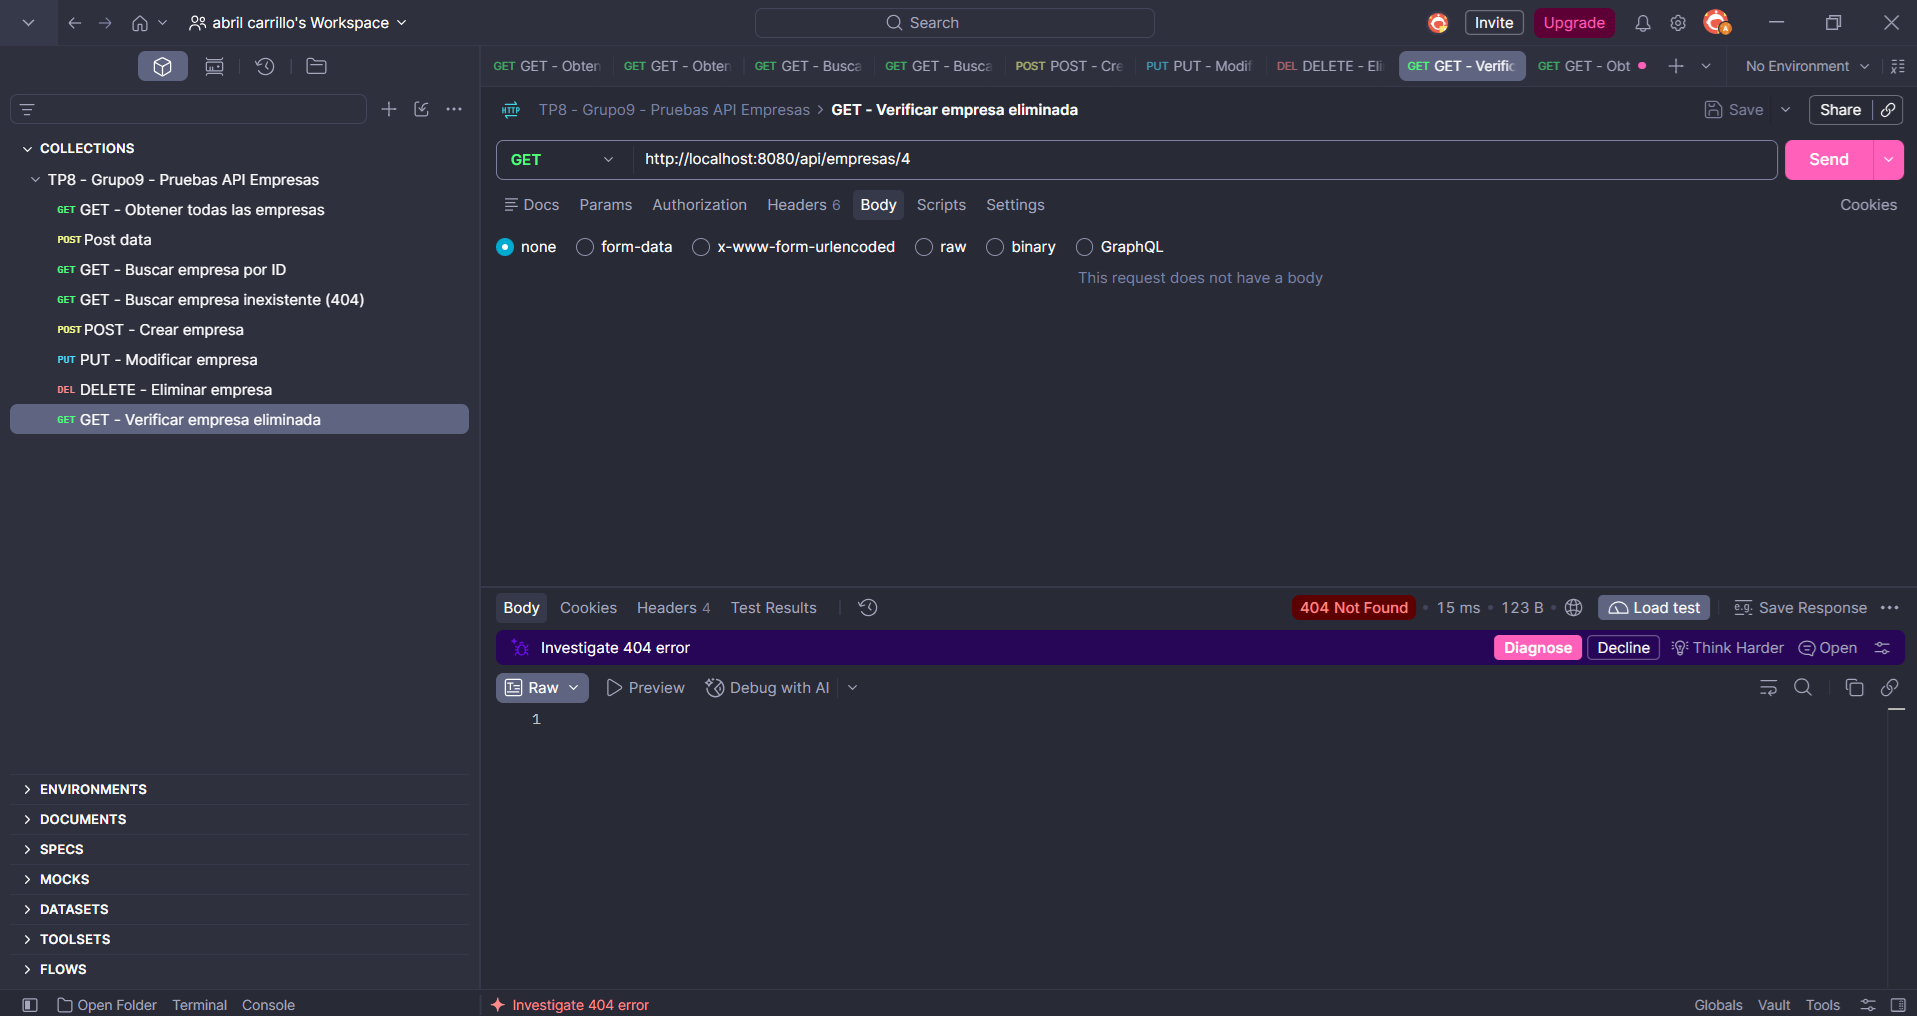 abril carrillo's Workspace
Search
Invite
Upgrade
GET GET - Obten
GET GET - Obten
GET GET - Busca
GET GET - Busca
POST POST - Cre
PUT PUT - Modif
DEL DELETE - Eli
GET GET - Verific
GET GET - Obt
No Environment
TP8 - Grupo9 - Pruebas API Empresas > GET - Verificar empresa eliminada
Save
Share
COLLECTIONS
TP8 - Grupo9 - Pruebas API Empresas
GET GET - Obtener todas las empresas
POST Post data
GET GET - Buscar empresa por ID
GET GET - Buscar empresa inexistente (404)
POST POST - Crear empresa
PUT PUT - Modificar empresa
DEL DELETE - Eliminar empresa
GET GET - Verificar empresa eliminada
ENVIRONMENTS
DOCUMENTS
SPECS
MOCKS
DATASETS
TOOLSETS
FLOWS
HTTP
GET
http://localhost:8080/api/empresas/4
Send
Docs
Params
Authorization
Headers 6
Body
Scripts
Settings
Cookies
none
form-data
x-www-form-urlencoded
raw
binary
GraphQL
This request does not have a body
Body
Cookies
Headers 4
Test Results
404 Not Found
15 ms
123 B
Load test
e.g. Save Response
Investigate 404 error
Diagnose
Decline
Think Harder
Open
Raw
Preview
Debug with AI
1
Open Folder
Terminal
Console
Investigate 404 error
Globals
Vault
Tools